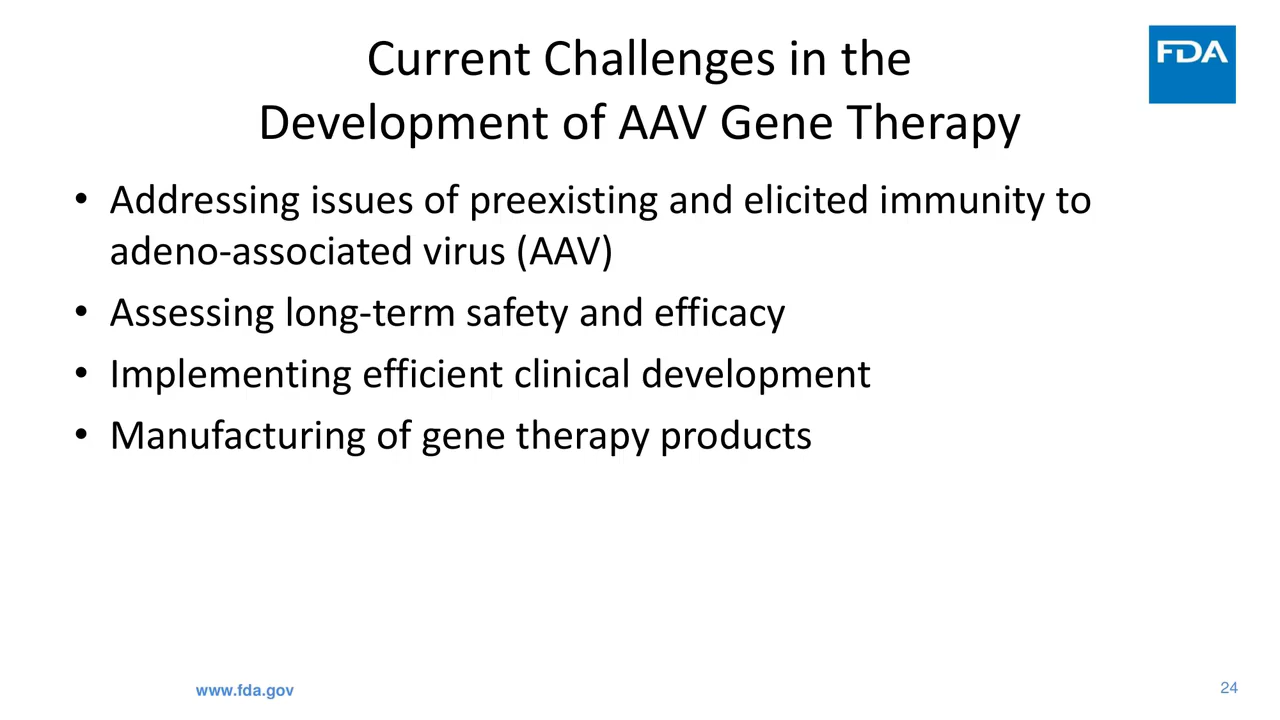 Current Challenges in the
Development of AAV Gene Therapy
FDA
• Addressing issues of preexisting and elicited immunity to
adeno-associated virus (AAV)
• Assessing long-term safety and efficacy
• Implementing efficient clinical development
• Manufacturing of gene therapy products
www.fda.gov
24